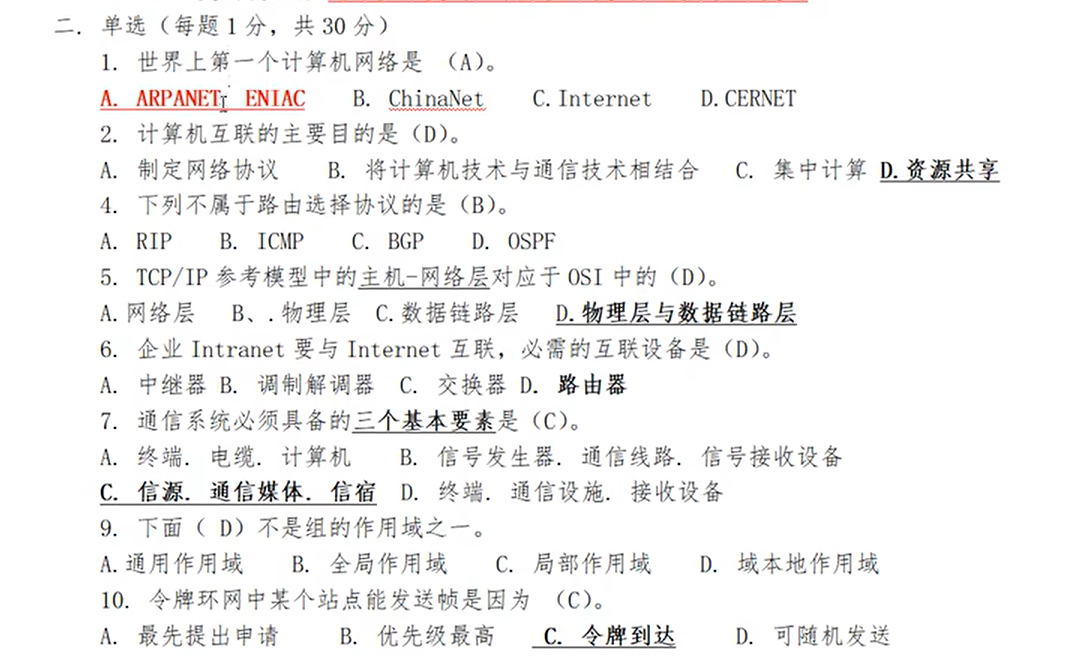 二. 单选（每题 1 分，共 30 分）
1. 世界上第一个计算机网络是 （A）。
A. ARPANET、 ENIAC B. ChinaNet C.Internet D.CERNET
2. 计算机互联的主要目的是（D）。
A. 制定网络协议 B. 将计算机技术与通信技术相结合 C. 集中计算 D.资源共享
4. 下列不属于路由选择协议的是（B）。
A. RIP B. ICMP C. BGP D. OSPF
5. TCP/IP 参考模型中的主机-网络层对应于 OSI 中的（D）。
A.网络层 B、.物理层 C.数据链路层 D.物理层与数据链路层
6. 企业 Intranet 要与 Internet 互联，必需的互联设备是（D）。
A. 中继器 B. 调制解调器 C. 交换器 D. 路由器
7. 通信系统必须具备的三个基本要素是（C）。
A. 终端. 电缆. 计算机 B. 信号发生器. 通信线路. 信号接收设备
C. 信源. 通信媒体. 信宿 D. 终端. 通信设施. 接收设备
9. 下面（ D）不是组的作用域之一。
A.通用作用域 B. 全局作用域 C. 局部作用域 D. 域本地作用域
10. 令牌环网中某个站点能发送帧是因为 （C）。
A. 最先提出申请 B. 优先级最高 C. 令牌到达 D. 可随机发送